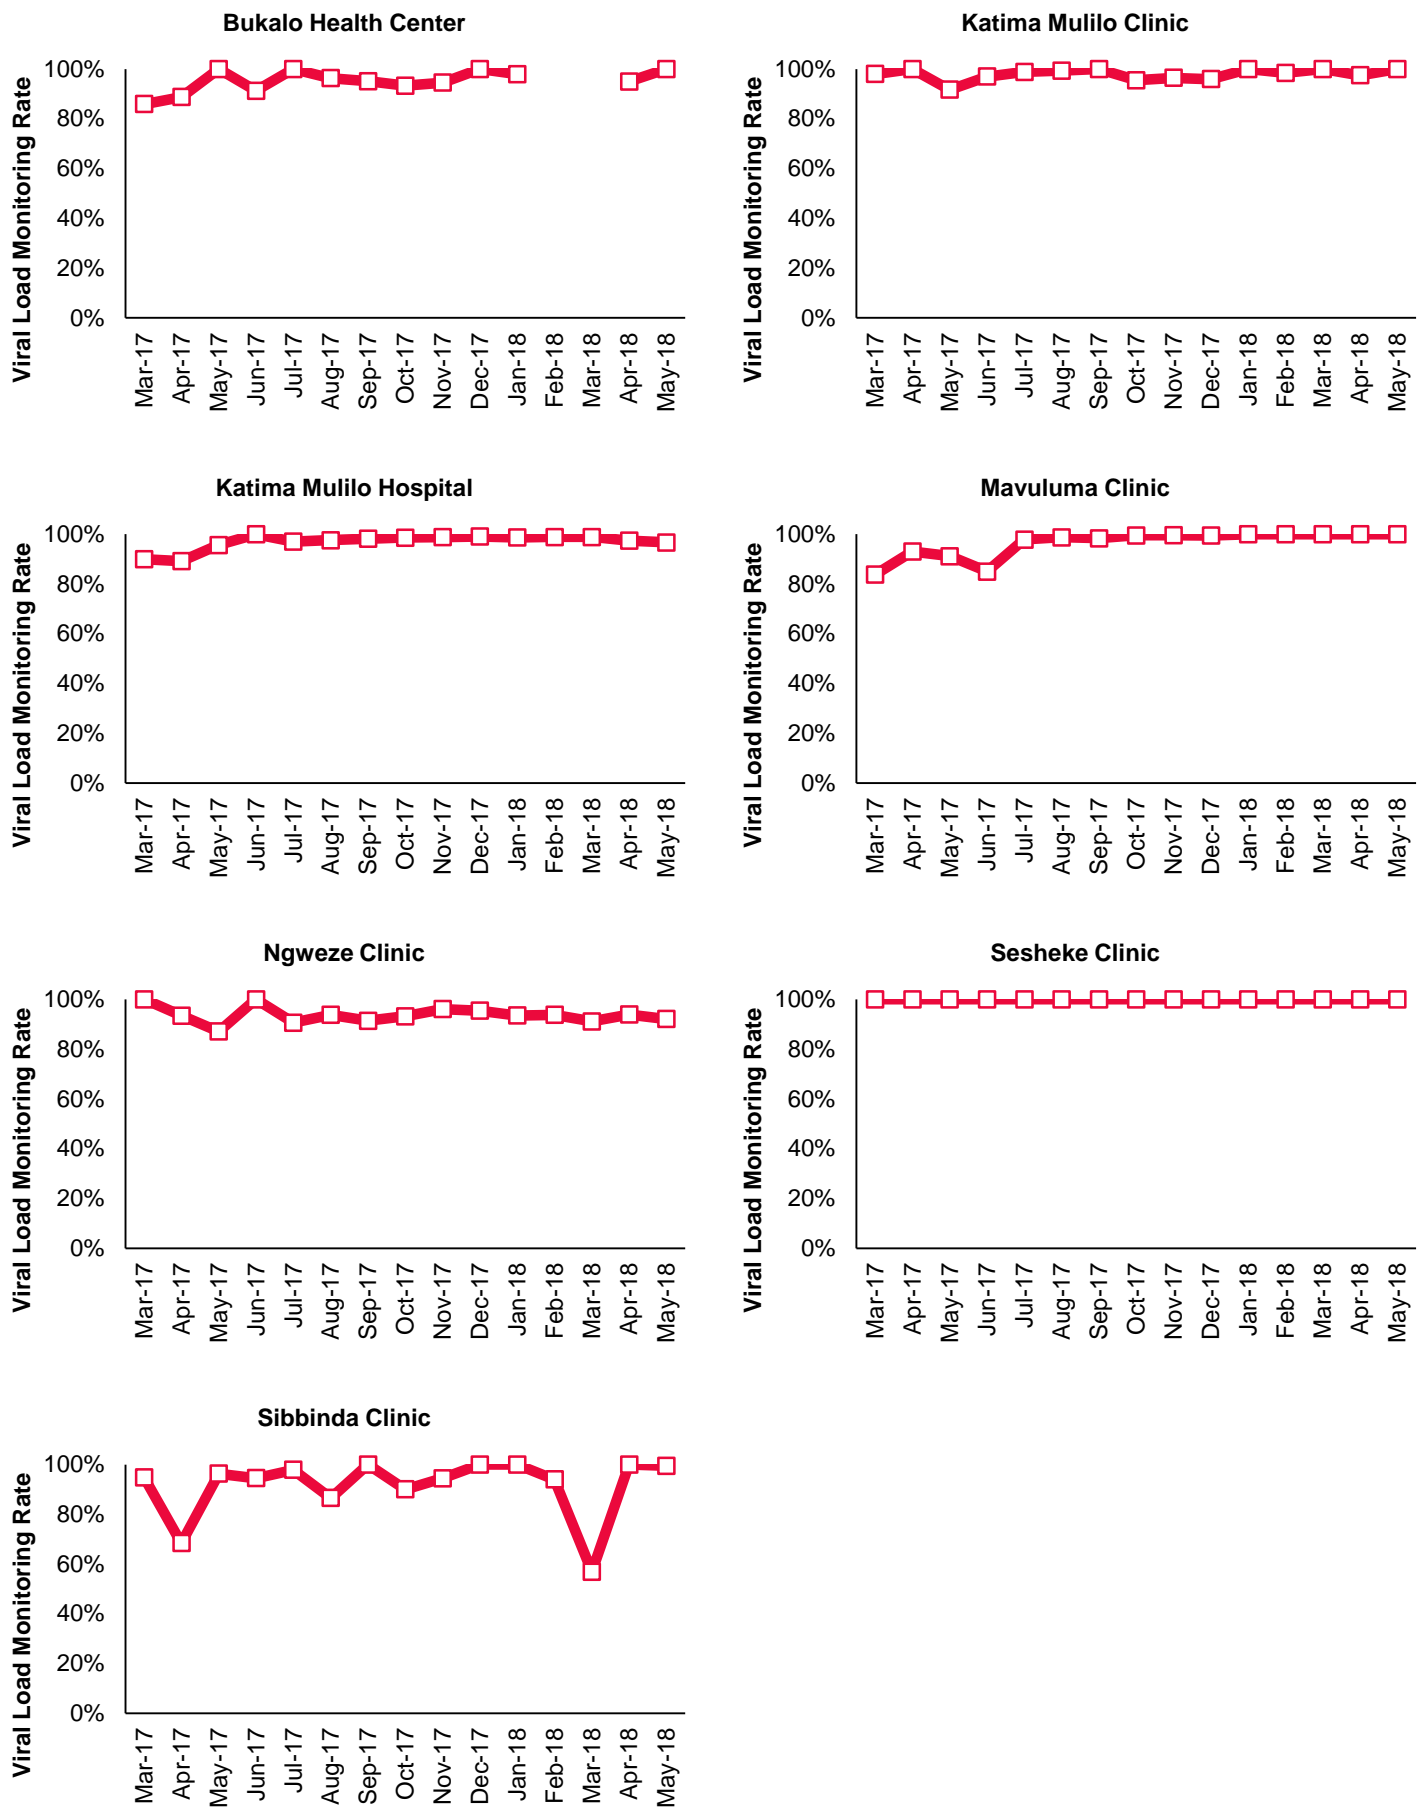 Bukalo Health Center
Viral Load Monitoring Rate
100%
80%
60%
40%
20%
0%
Mar-17
Apr-17
May-17
Jun-17
Jul-17
Aug-17
Sep-17
Oct-17
Nov-17
Dec-17
Jan-18
Feb-18
Mar-18
Apr-18
May-18
Katima Mulilo Clinic
Viral Load Monitoring Rate
100%
80%
60%
40%
20%
0%
Mar-17
Apr-17
May-17
Jun-17
Jul-17
Aug-17
Sep-17
Oct-17
Nov-17
Dec-17
Jan-18
Feb-18
Mar-18
Apr-18
May-18
Katima Mulilo Hospital
Viral Load Monitoring Rate
100%
80%
60%
40%
20%
0%
Mar-17
Apr-17
May-17
Jun-17
Jul-17
Aug-17
Sep-17
Oct-17
Nov-17
Dec-17
Jan-18
Feb-18
Mar-18
Apr-18
May-18
Mavuluma Clinic
Viral Load Monitoring Rate
100%
80%
60%
40%
20%
0%
Mar-17
Apr-17
May-17
Jun-17
Jul-17
Aug-17
Sep-17
Oct-17
Nov-17
Dec-17
Jan-18
Feb-18
Mar-18
Apr-18
May-18
Ngweze Clinic
Viral Load Monitoring Rate
100%
80%
60%
40%
20%
0%
Mar-17
Apr-17
May-17
Jun-17
Jul-17
Aug-17
Sep-17
Oct-17
Nov-17
Dec-17
Jan-18
Feb-18
Mar-18
Apr-18
May-18
Sesheke Clinic
Viral Load Monitoring Rate
100%
80%
60%
40%
20%
0%
Mar-17
Apr-17
May-17
Jun-17
Jul-17
Aug-17
Sep-17
Oct-17
Nov-17
Dec-17
Jan-18
Feb-18
Mar-18
Apr-18
May-18
Sibbinda Clinic
Viral Load Monitoring Rate
100%
80%
60%
40%
20%
0%
Mar-17
Apr-17
May-17
Jun-17
Jul-17
Aug-17
Sep-17
Oct-17
Nov-17
Dec-17
Jan-18
Feb-18
Mar-18
Apr-18
May-18